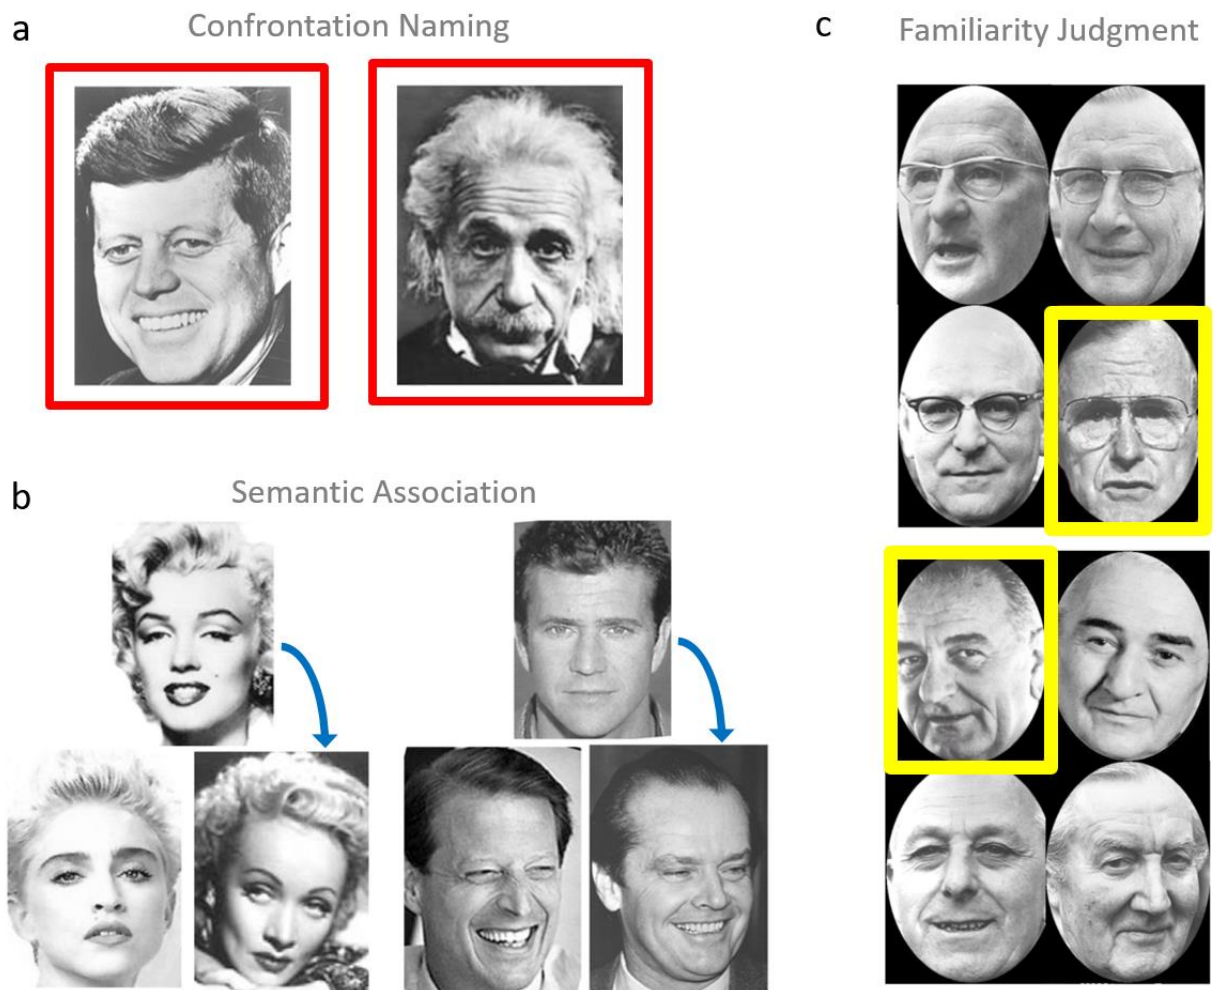 a
Confrontation Naming
c
Familiarity Judgment
b
Semantic Association